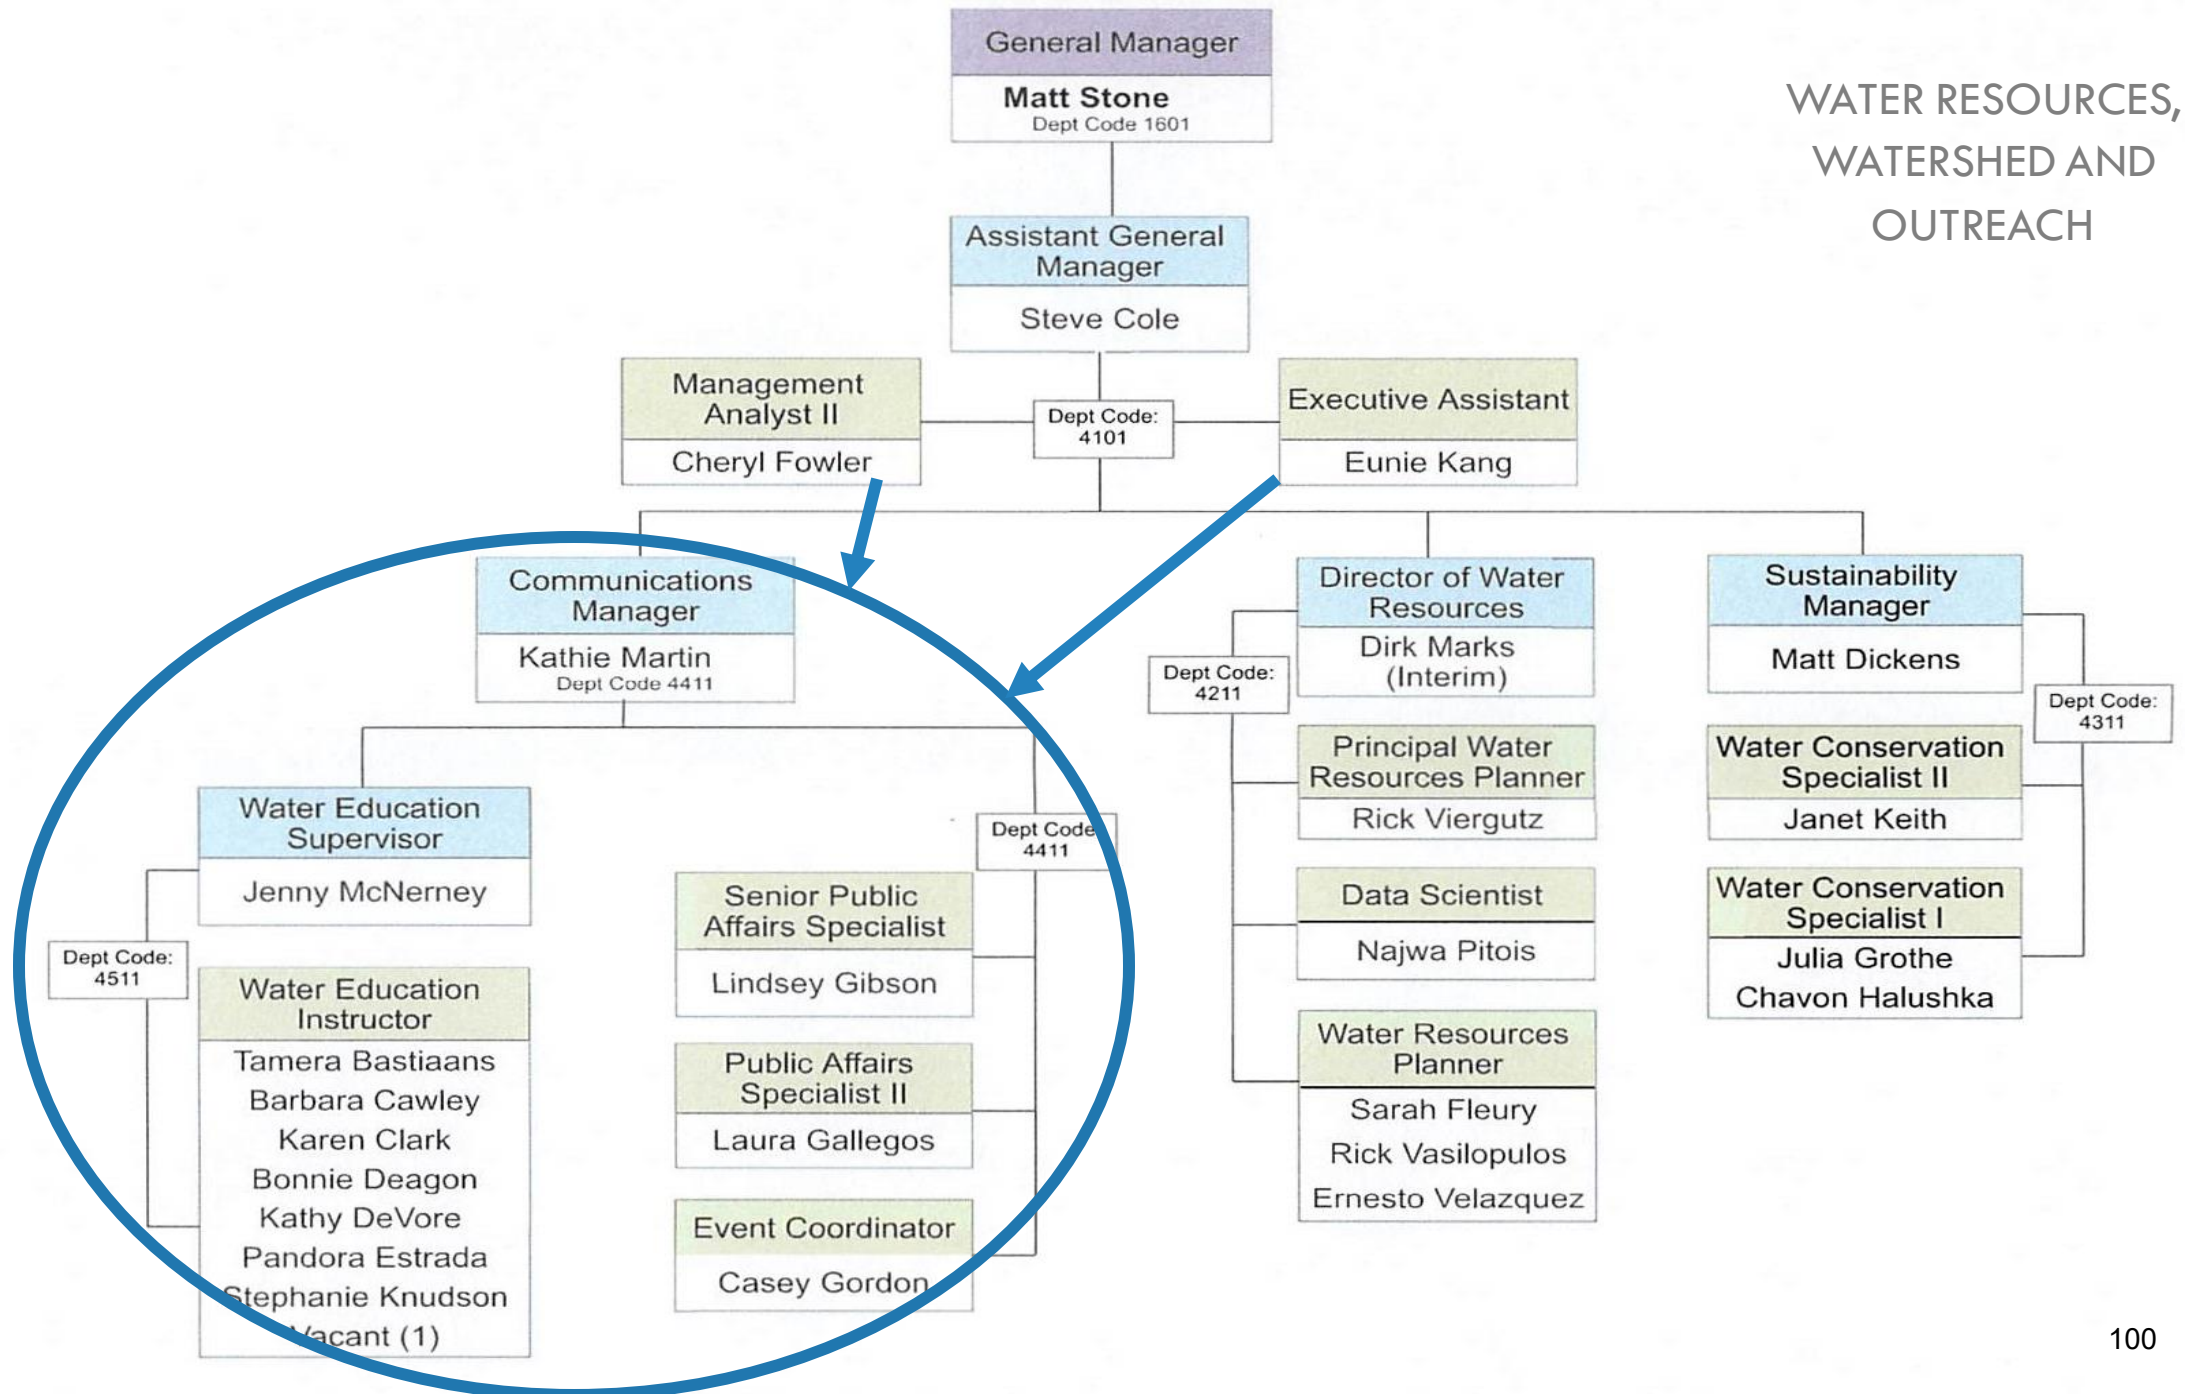 General Manager
Matt Stone
Dept Code 1601
WATER RESOURCES,
WATERSHED AND
OUTREACH
Assistant General
Manager
Steve Cole
Management
Analyst II
Cheryl Fowler
Dept Code:
4101
Executive Assistant
Eunie Kang
Communications
Manager
Kathie Martin
Dept Code 4411
Water Education
Supervisor
Jenny McNerney
Dept Code:
4511
Water Education
Instructor
Tamera Bastiaans
Barbara Cawley
Karen Clark
Bonnie Deagon
Kathy DeVore
Pandora Estrada
Stephanie Knudson
Vacant (1)
Dept Code
4411
Senior Public
Affairs Specialist
Lindsey Gibson
Public Affairs
Specialist II
Laura Gallegos
Event Coordinator
Casey Gordon
Director of Water
Resources
Dirk Marks
(Interim)
Dept Code:
4211
Principal Water
Resources Planner
Rick Viergutz
Data Scientist
Najwa Pitois
Water Resources
Planner
Sarah Fleury
Rick Vasilopulos
Ernesto Velazquez
Sustainability
Manager
Matt Dickens
Dept Code:
4311
Water Conservation
Specialist II
Janet Keith
Water Conservation
Specialist I
Julia Grothe
Chavon Halushka
100